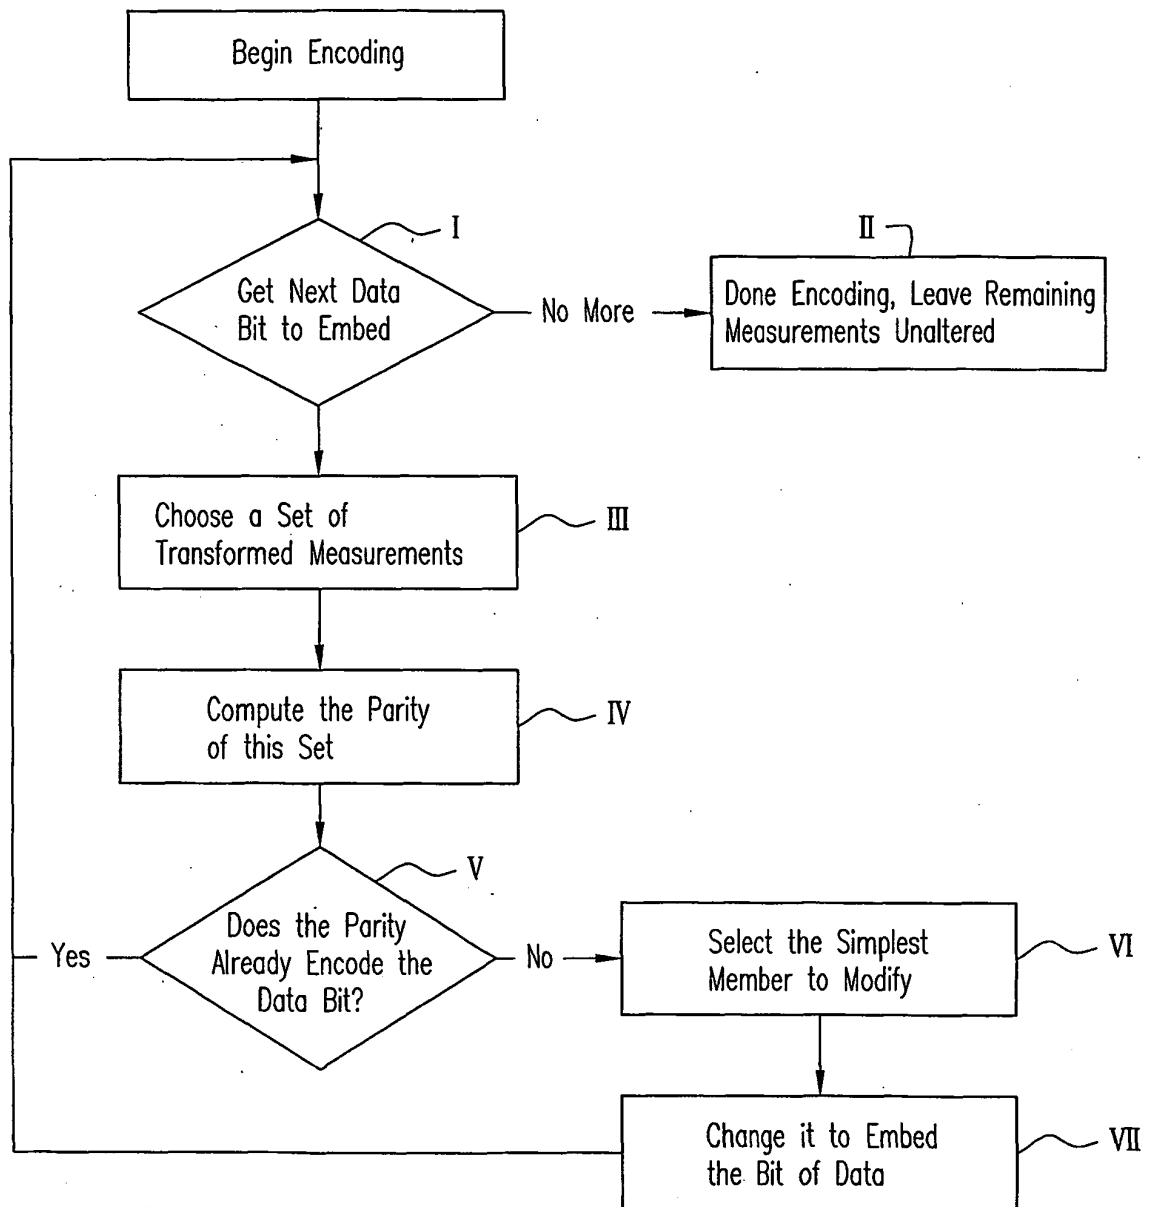 Begin Encoding
I
II
Get Next Data
Bit to Embed
No More
Done Encoding, Leave Remaining
Measurements Unaltered
Choose a Set of
Transformed Measurements
III
Compute the Parity
of this Set
IV
V
Does the Parity
Already Encode the
Data Bit?
Yes
No
Select the Simplest
Member to Modify
VI
Change it to Embed
the Bit of Data
VII